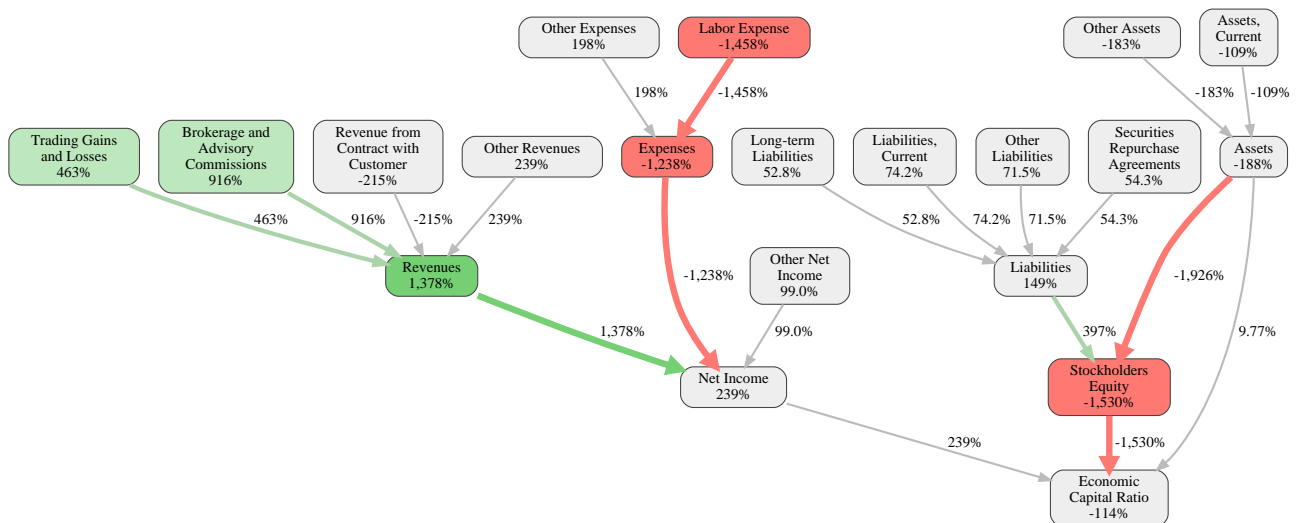 Other Expenses
198%
Labor Expense
-1,458%
Other Assets
-183%
Assets,
Current
-109%
198%
-1,458%
-183%
-109%
Trading Gains
and Losses
463%
Brokerage and
Advisory
Commissions
916%
Revenue from
Contract with
Customer
-215%
Other Revenues
239%
Expenses
-1,238%
Long-term
Liabilities
52.8%
Liabilities,
Current
74.2%
Other
Liabilities
71.5%
Securities
Repurchase
Agreements
54.3%
Assets
-188%
463%
916%
-215%
239%
52.8%
74.2%
71.5%
54.3%
Revenues
1,378%
-1,238%
Other Net
Income
99.0%
Liabilities
149%
-1,926%
1,378%
99.0%
397%
9.77%
Net Income
239%
Stockholders
Equity
-1,530%
239%
-1,530%
Economic
Capital Ratio
-114%